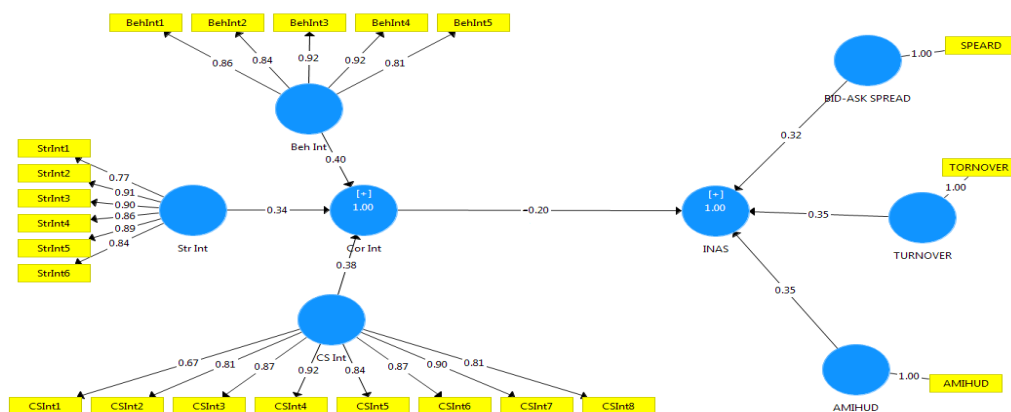 BehInt1 BehInt2 BehInt3 BehInt4 BehInt5
0.86 0.84 0.92 0.92 0.81
Beh Int
0.40
StrInt1
StrInt2
StrInt3
StrInt4
StrInt5
StrInt6
0.77
0.91
0.90
0.86
0.89
0.84
Str Int
0.34
[+]
1.00
Cor Int
0.38
CS Int
0.67 0.81 0.87 0.92 0.84 0.87 0.90 0.81
CSInt1 CSInt2 CSInt3 CSInt4 CSInt5 CSInt6 CSInt7 CSInt8
-0.20
[+]
1.00
INAS
0.32
BID-ASK SPREAD
1.00
SPEARD
0.35
TURNOVER
1.00
TORNOVER
0.35
AMIHUD
1.00
AMIHUD